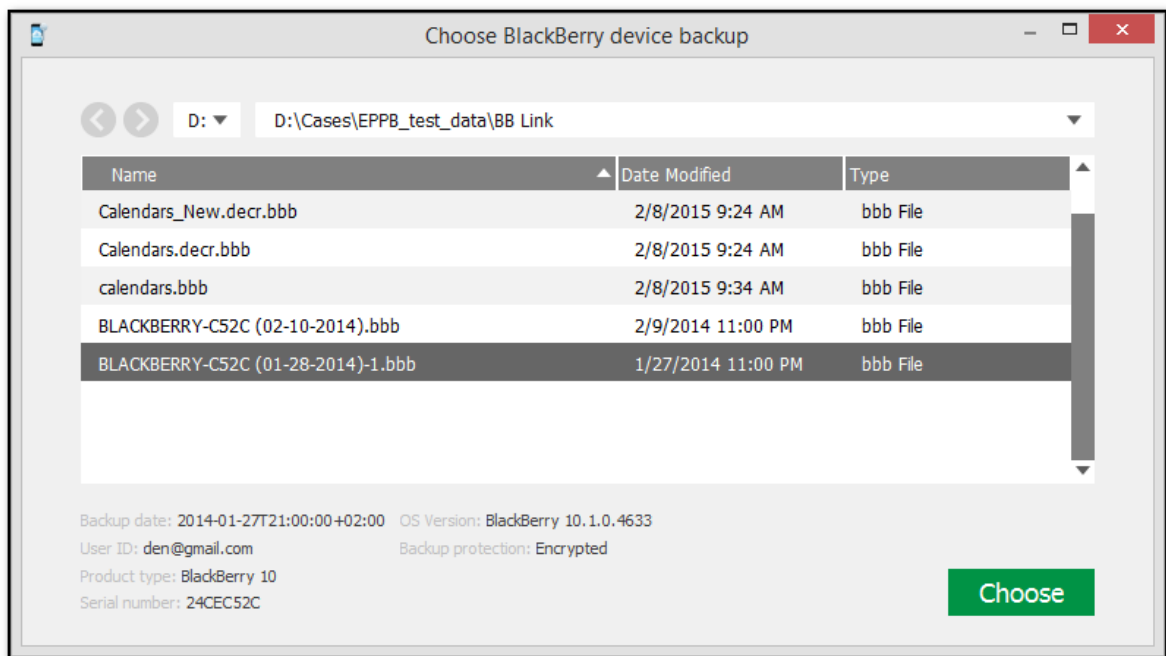 Choose BlackBerry device backup
D: D:\Cases\EPPB_test_data\BB Link
Name Date Modified Type
Calendars_New.decr.bbb 2/8/2015 9:24 AM bbb File
Calendars.decr.bbb 2/8/2015 9:24 AM bbb File
calendars.bbb 2/8/2015 9:34 AM bbb File
BLACKBERRY-C52C (02-10-2014).bbb 2/9/2014 11:00 PM bbb File
BLACKBERRY-C52C (01-28-2014)-1.bbb 1/27/2014 11:00 PM bbb File
Backup date: 2014-01-27T21:00:00+02:00 OS Version: BlackBerry 10.1.0.4633
User ID: den@gmail.com Backup protection: Encrypted
Product type: BlackBerry 10
Serial number: 24CEC52C
Choose